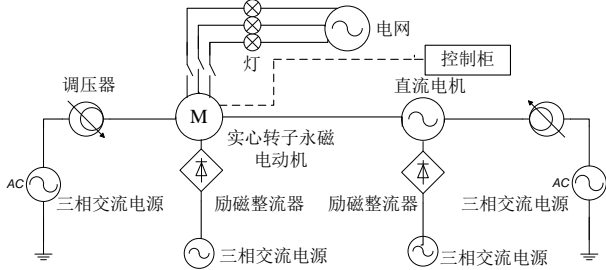 电网
灯
控制柜
调压器
直流电机
M
实心转子永磁
电动机
AC
三相交流电源
励磁整流器
励磁整流器
三相交流电源
AC
三相交流电源
三相交流电源